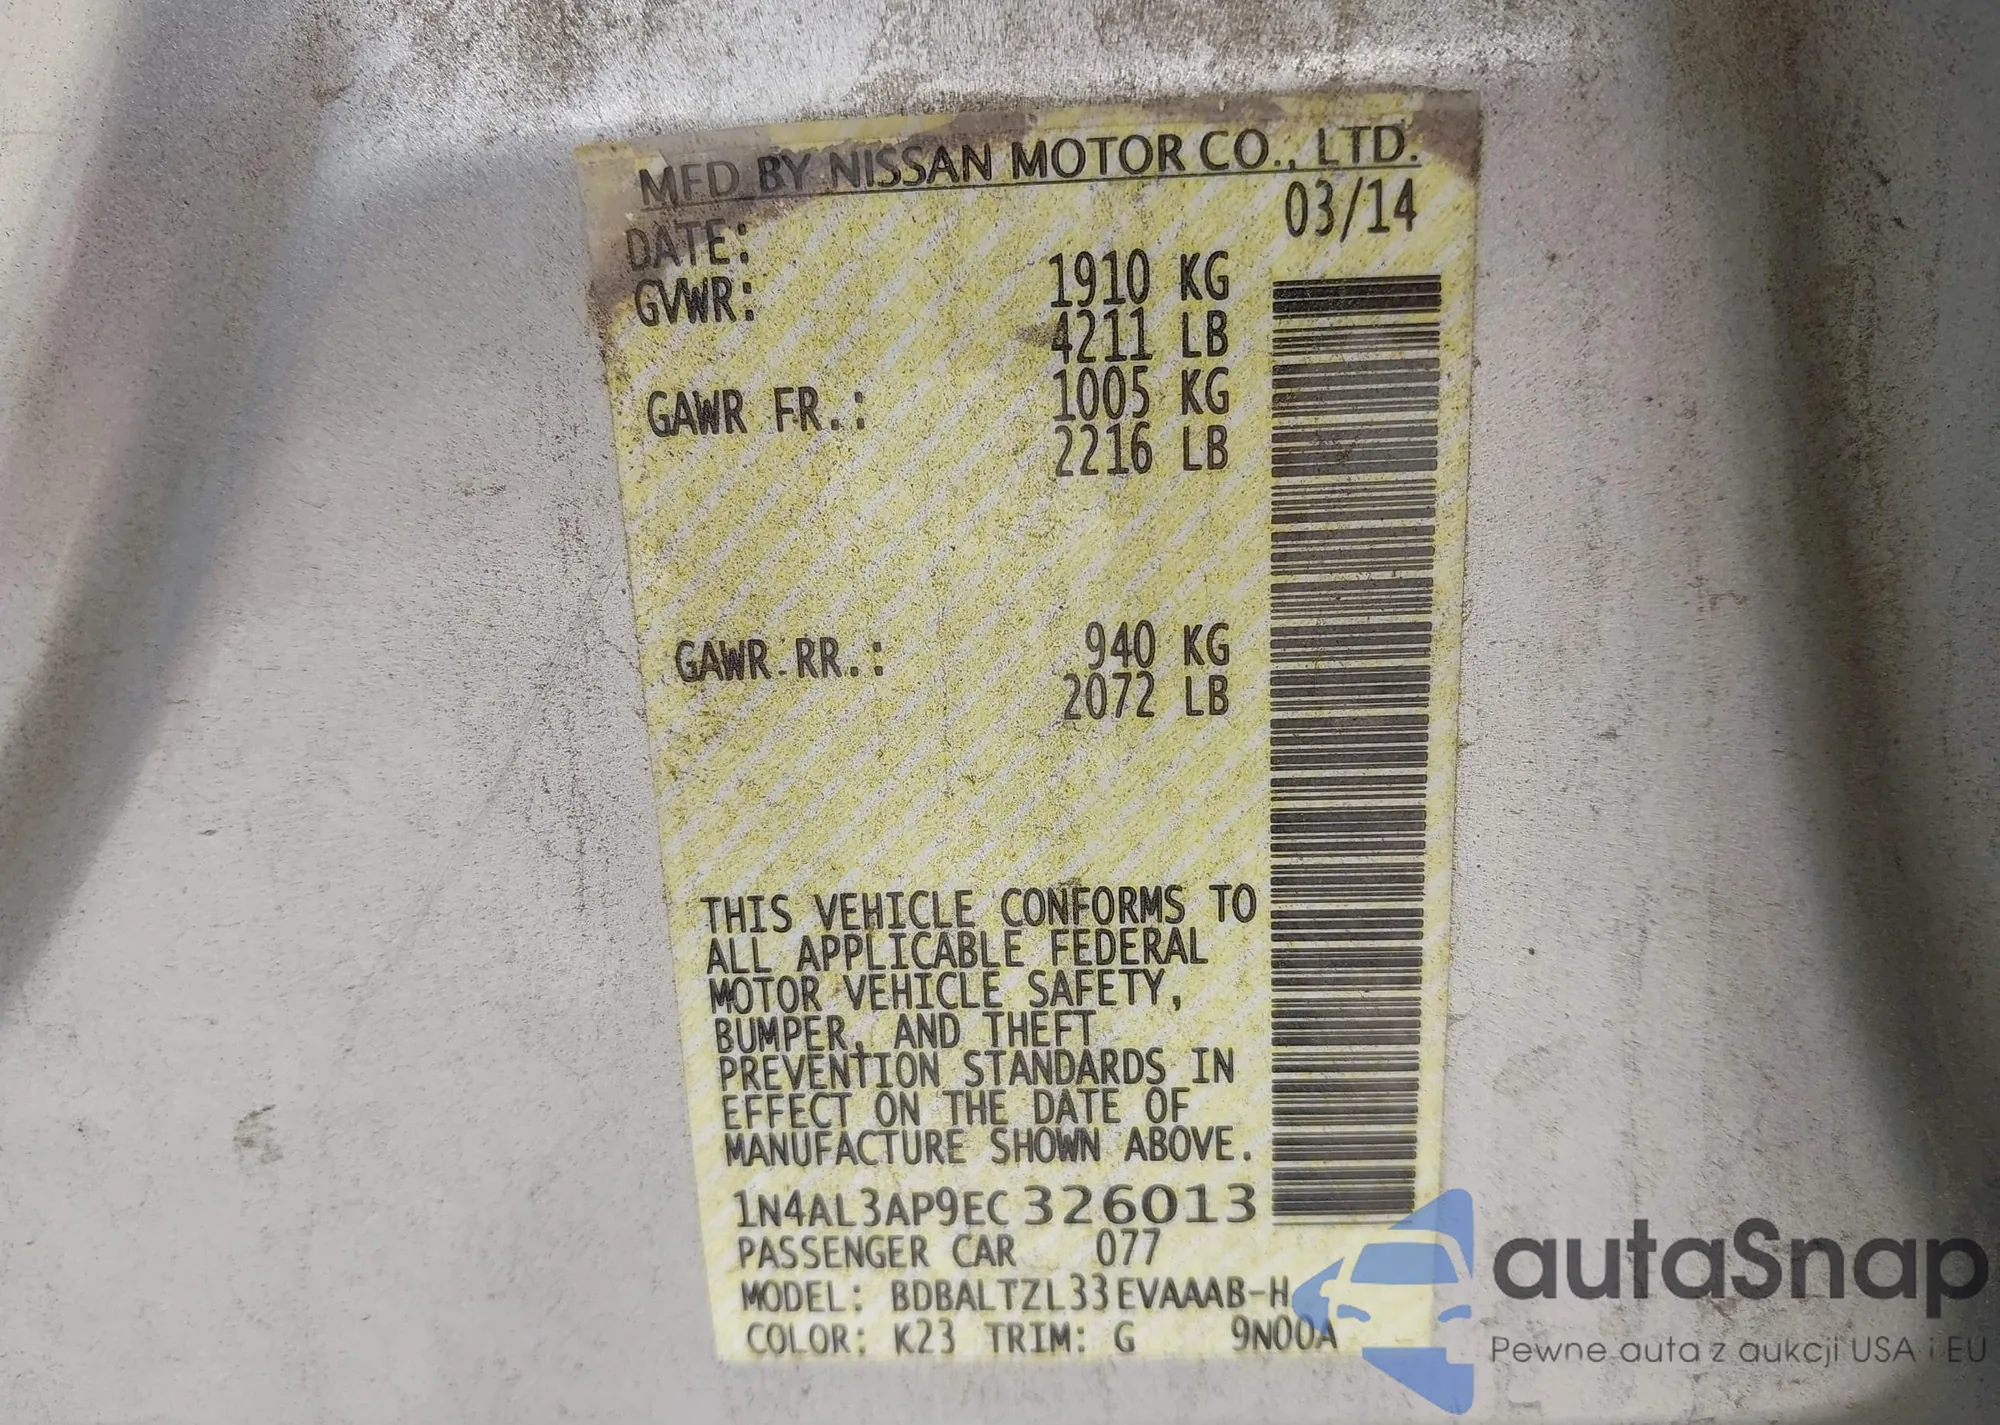 MFD BY NISSAN MOTOR CO., LTD.
DATE: 03/14
GVWR: 1910 KG
4211 LB
GAWR FR.: 1005 KG
2216 LB
GAWR RR.: 940 KG
2072 LB
THIS VEHICLE CONFORMS TO
ALL APPLICABLE FEDERAL
MOTOR VEHICLE SAFETY,
BUMPER, AND THEFT
PREVENTION STANDARDS IN
EFFECT ON THE DATE OF
MANUFACTURE SHOWN ABOVE.
1N4AL3AP9EC 326013
PASSENGER CAR 077
MODEL: BDBALTZL33EVAAAB-H
COLOR: K23 TRIM: G 9N00A
autaSnap
Pewne auta z aukcji USA i EU